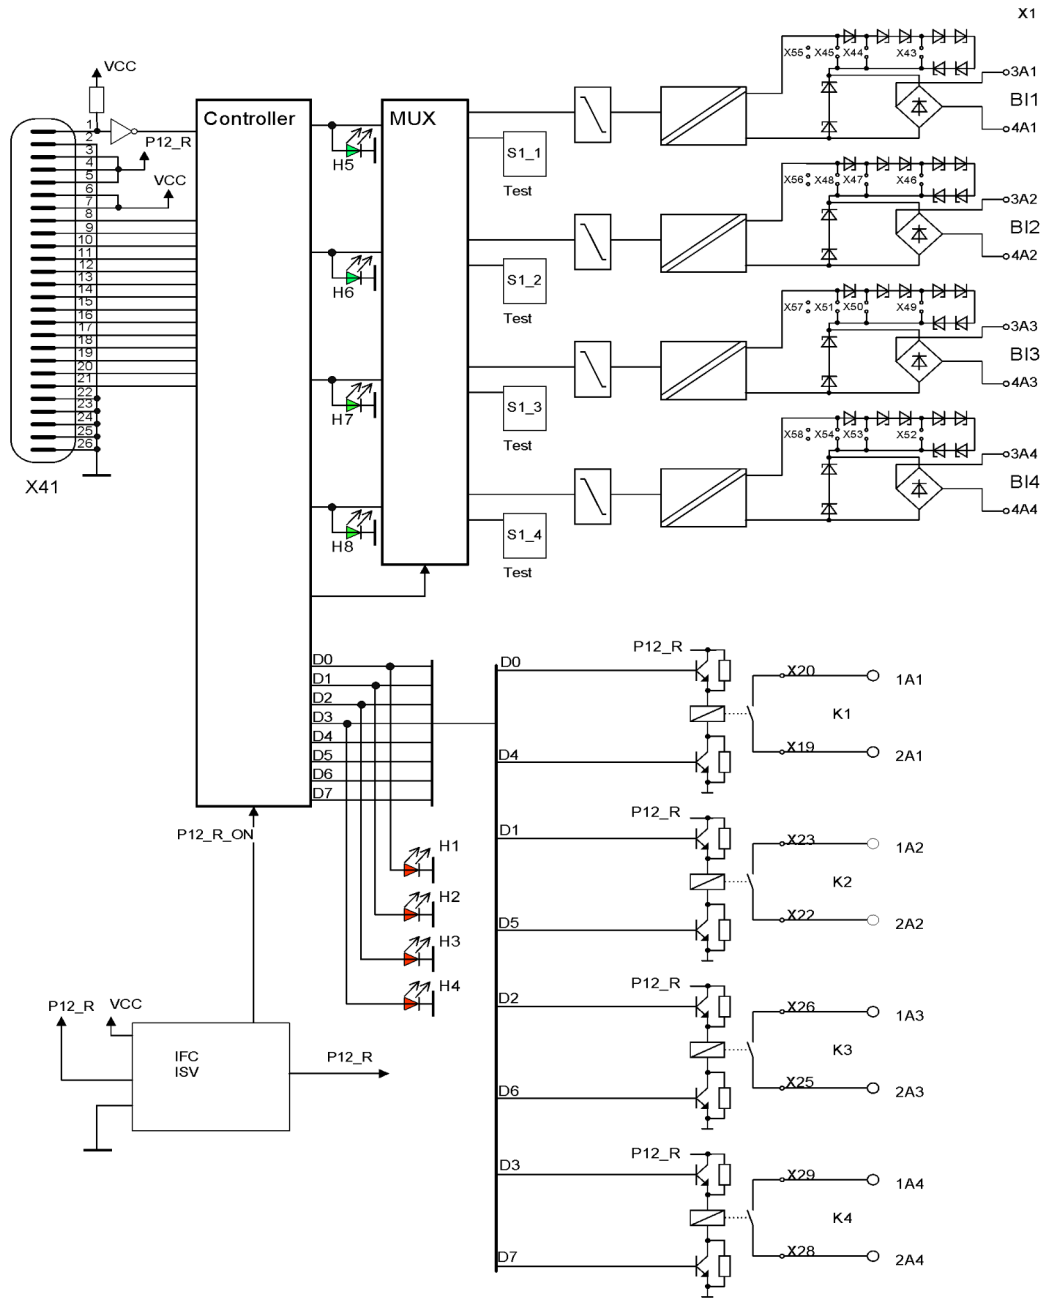 X1
VCC
1
2
3
4
5
6
7
8
9
10
11
12
13
14
15
16
17
18
19
20
21
22
23
24
25
26
X41
P12_R
VCC
Controller
MUX
H5
H6
H7
H8
S1_1
Test
S1_2
Test
S1_3
Test
S1_4
Test
X55 X45 X44 X43
3A1
BI1
4A1
X56 X48 X47 X46
3A2
BI2
4A2
X57 X51 X50 X49
3A3
BI3
4A3
X58 X54 X53 X52
3A4
BI4
4A4
D0
D1
D2
D3
D4
D5
D6
D7
P12_R_ON
H1
H2
H3
H4
P12_R
VCC
IFC
ISV
P12_R
D0
P12_R
X20
1A1
K1
D4
X19
2A1
D1
P12_R
X23
1A2
K2
D5
X22
2A2
D2
P12_R
X26
1A3
K3
D6
X25
2A3
D3
P12_R
X29
1A4
K4
D7
X28
2A4